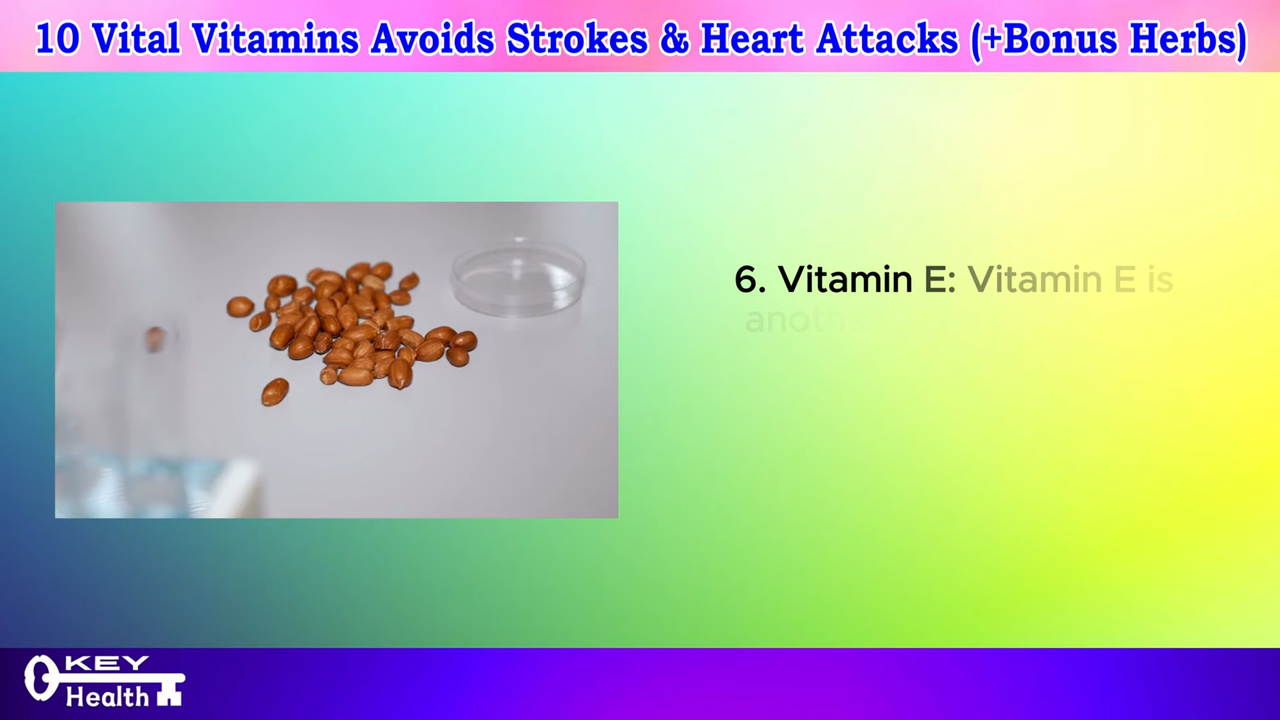 10 Vital Vitamins Avoids Strokes & Heart Attacks (+Bonus Herbs)
6. Vitamin E: Vitamin E is
KEY
Health